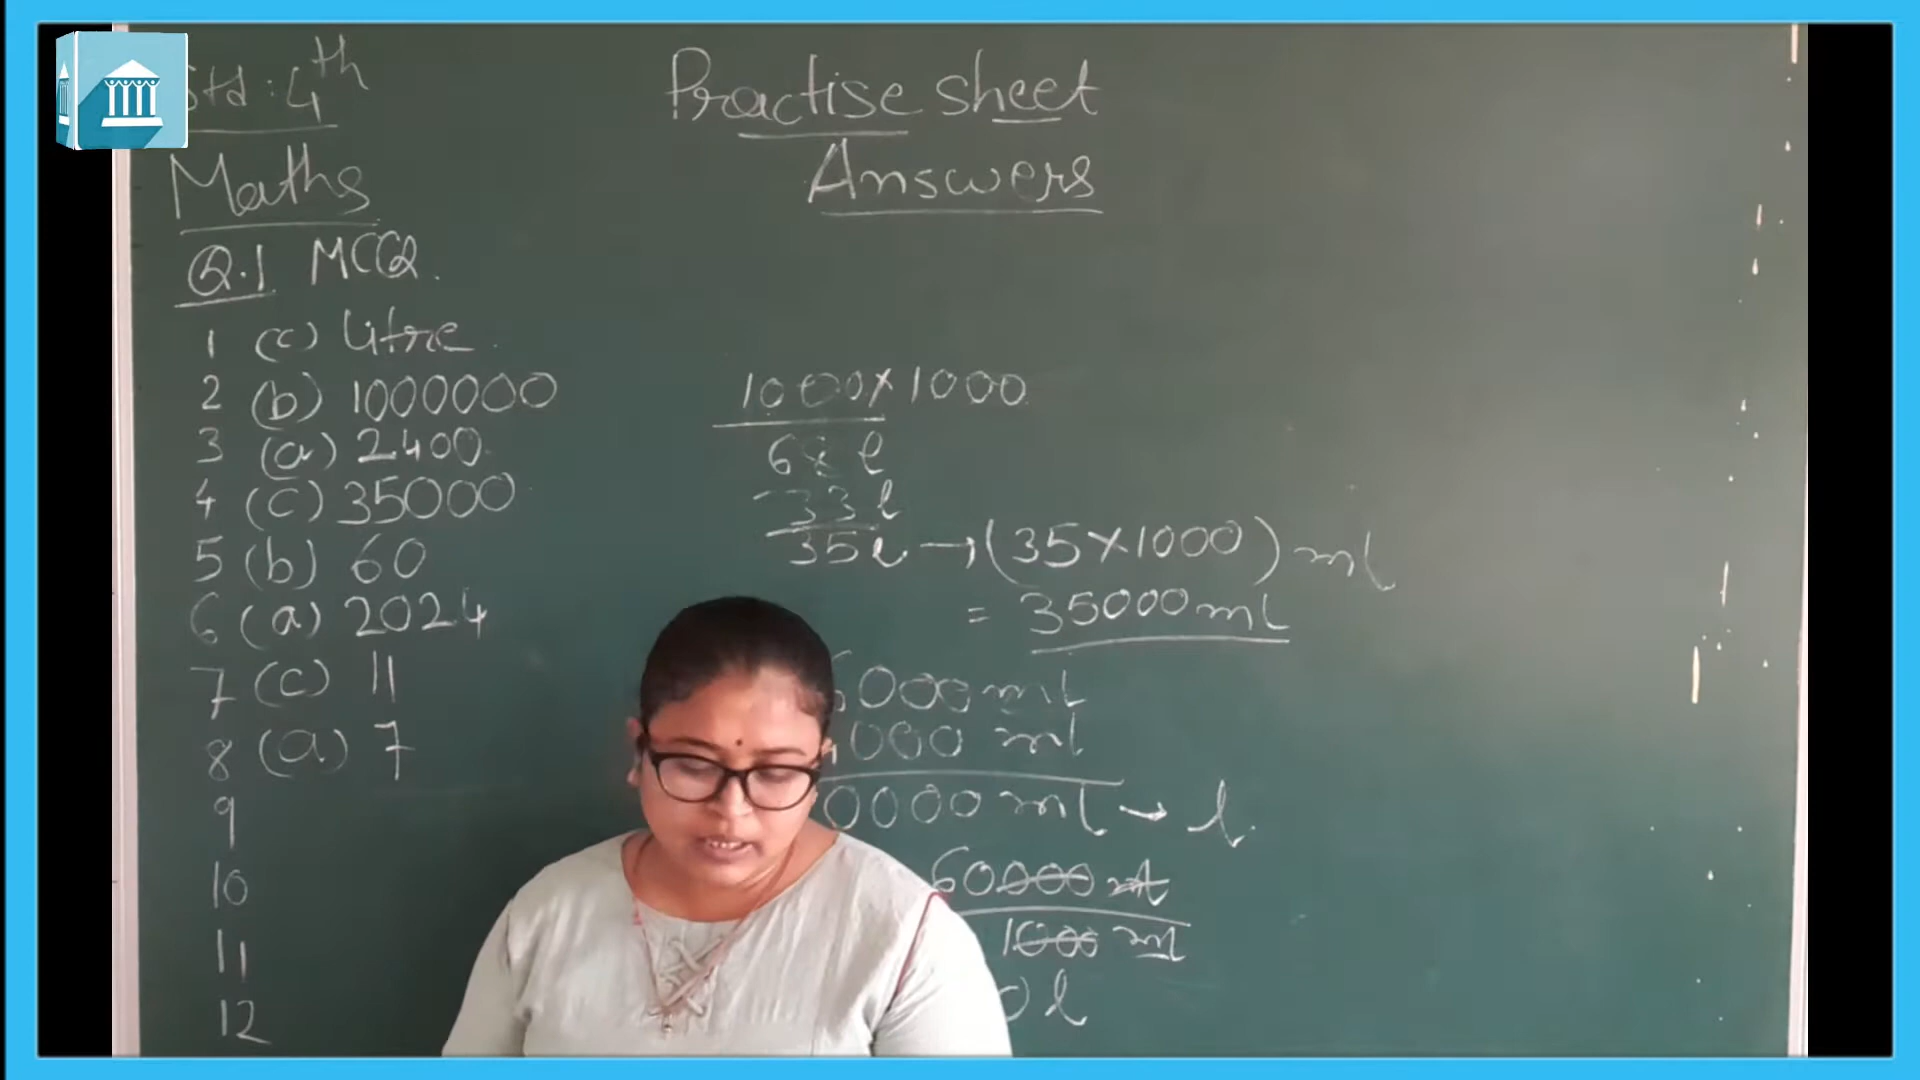 Std : 4th
Practise sheet
Maths
Answers
Q.1 MCQ.
1 (c) Litre.
2 (b) 1000000
1000 x 1000
3 (a) 2400
68 l
4 (c) 35000
- 33 l
5 (b) 60
35 l → (35 x 1000) ml
6 (a) 2024
= 35000 ml
7 (c) 11
000 ml
8 (a) 7
000 ml
9
0000 ml → l.
10
60000 ml
11
1000 ml
12
0 l